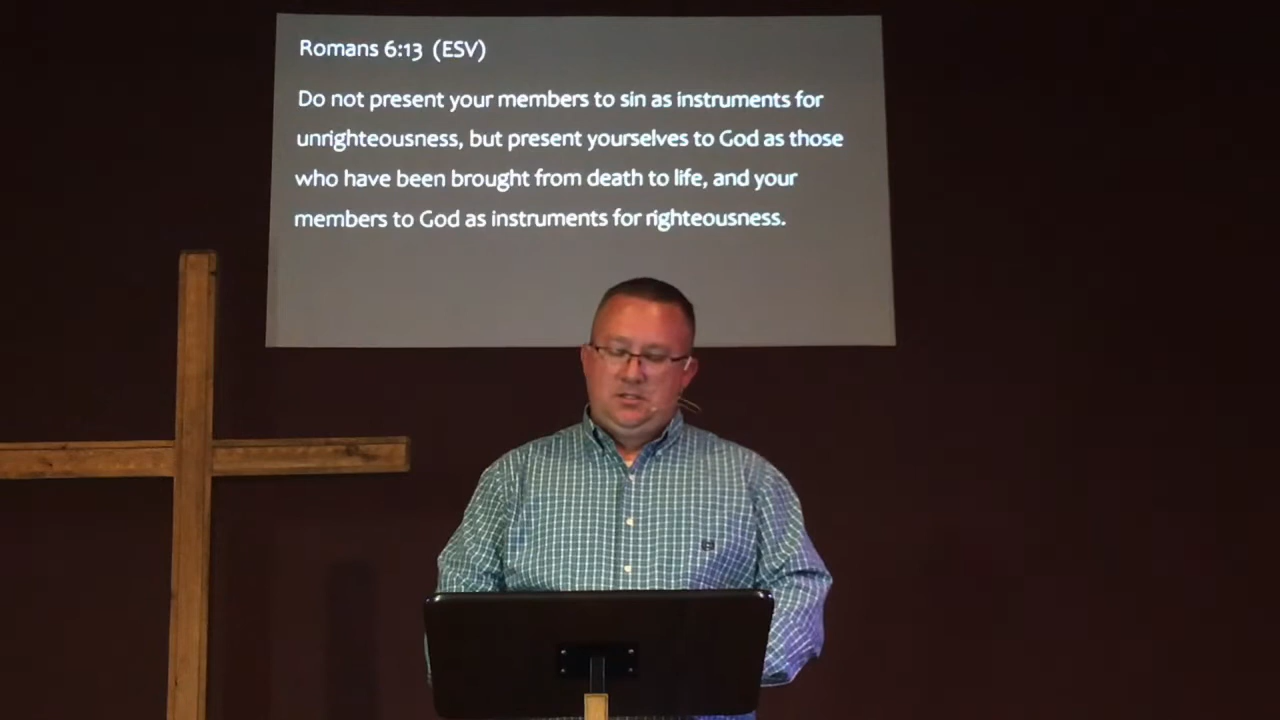 Romans 6:13 (ESV)
Do not present your members to sin as instruments for
unrighteousness, but present yourselves to God as those
who have been brought from death to life, and your
members to God as instruments for righteousness.